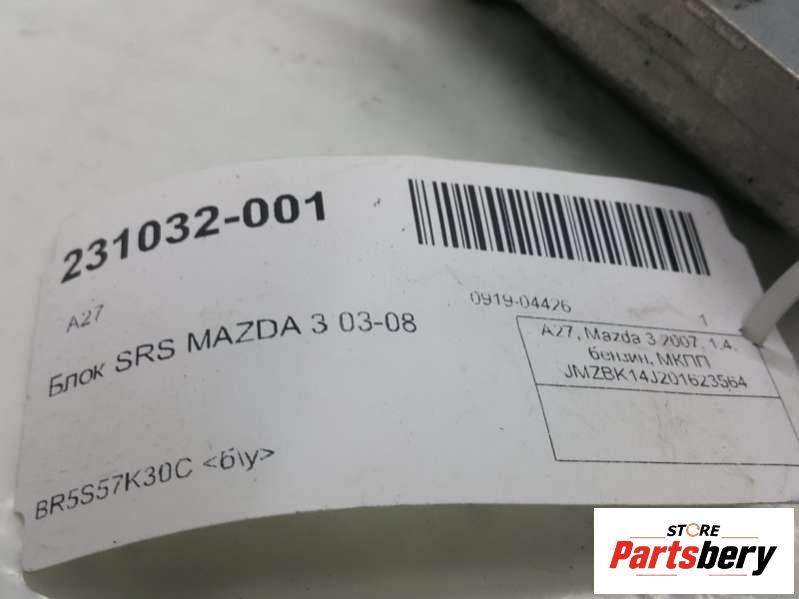 231032-001
A27
Блок SRS MAZDA 3 03-08
BR5S57K30C <б\у>
0919-04426
1
A27, Mazda 3 2007, 1.4,
бензин, МКПП
JMZBK14J201623564
STORE
Partsbery